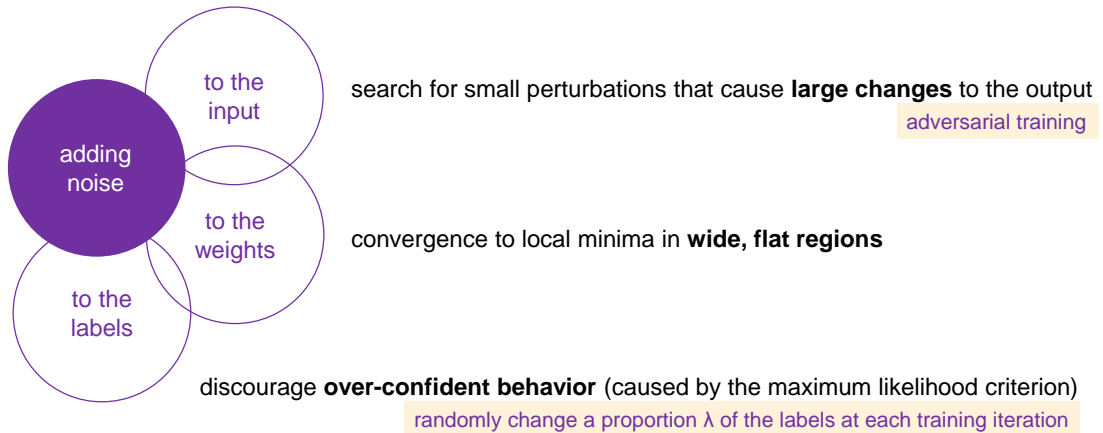 adding
noise
to the
input
search for small perturbations that cause large changes to the output
adversarial training
to the
weights
convergence to local minima in wide, flat regions
to the
labels
discourage over-confident behavior (caused by the maximum likelihood criterion)
randomly change a proportion λ of the labels at each training iteration